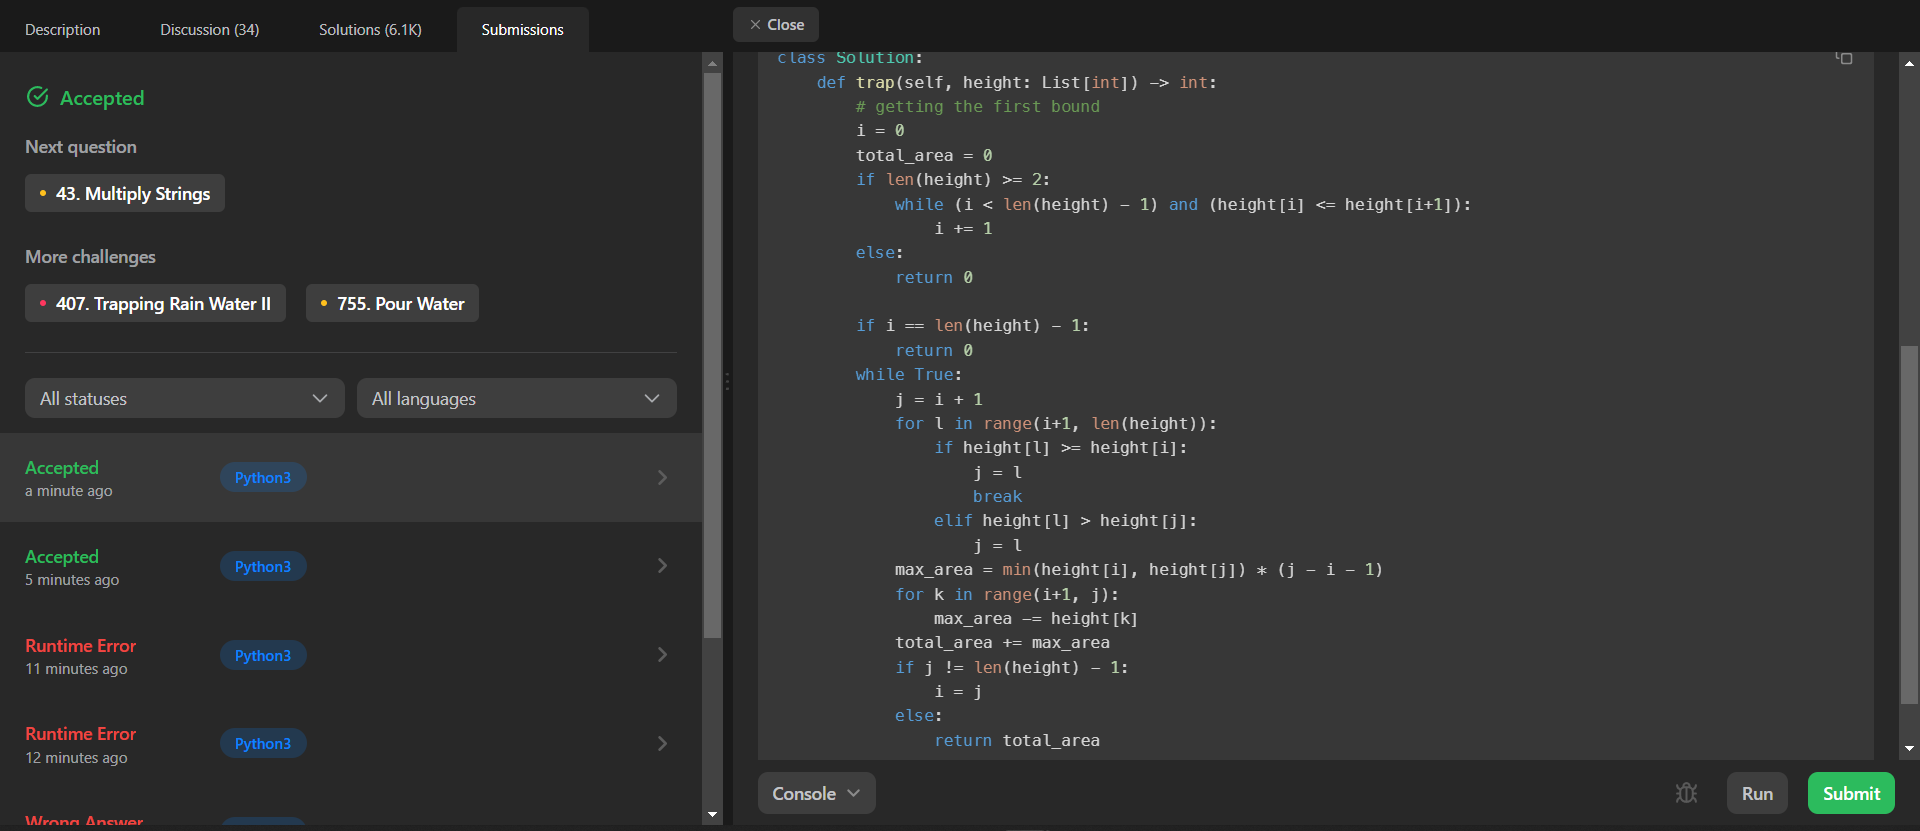 Description
Discussion (34)
Solutions (6.1K)
Submissions
Close
Accepted
Next question
43. Multiply Strings
More challenges
407. Trapping Rain Water II
755. Pour Water
All statuses
All languages
Accepted
a minute ago
Python3
Accepted
5 minutes ago
Python3
Runtime Error
11 minutes ago
Python3
Runtime Error
12 minutes ago
Python3
Wrong Answer
class Solution:
    def trap(self, height: List[int]) -> int:
        # getting the first bound
        i = 0
        total_area = 0
        if len(height) >= 2:
            while (i < len(height) - 1) and (height[i] <= height[i+1]):
                i += 1
        else:
            return 0
        if i == len(height) - 1:
            return 0
        while True:
            j = i + 1
            for l in range(i+1, len(height)):
                if height[l] >= height[i]:
                    j = l
                    break
                elif height[l] > height[j]:
                    j = l
            max_area = min(height[i], height[j]) * (j - i - 1)
            for k in range(i+1, j):
                max_area -= height[k]
            total_area += max_area
            if j != len(height) - 1:
                i = j
            else:
                return total_area
Console
Run
Submit